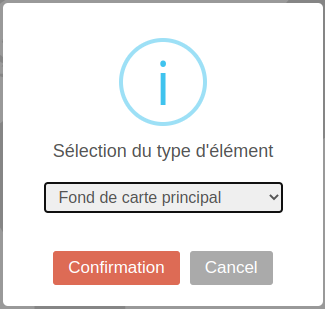 Sélection du type d'élément
Fond de carte principal
Confirmation
Cancel